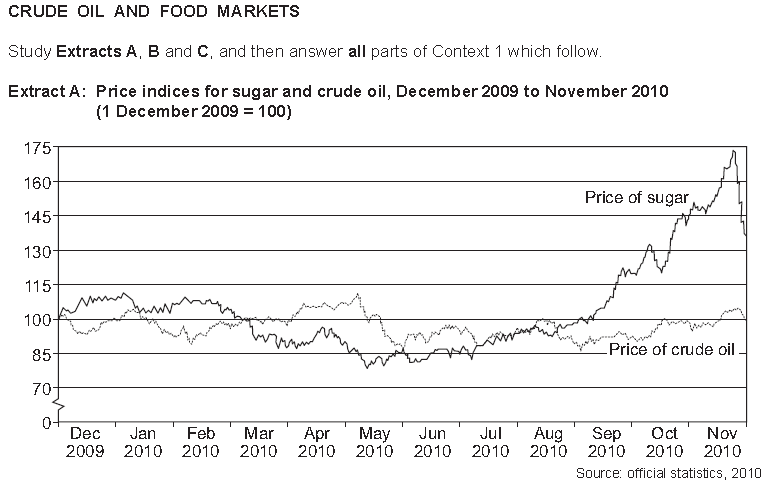 CRUDE OIL AND FOOD MARKETS
Study Extracts A, B and C, and then answer all parts of Context 1 which follow.
Extract A: Price indices for sugar and crude oil, December 2009 to November 2010
(1 December 2009 = 100)
175
160
145
130
115
100
85
70
0
Price of sugar
Price of crude oil
Dec Jan Feb Mar Apr May Jun Jul Aug Sep Oct Nov
2009 2010 2010 2010 2010 2010 2010 2010 2010 2010 2010 2010
Source: official statistics, 2010